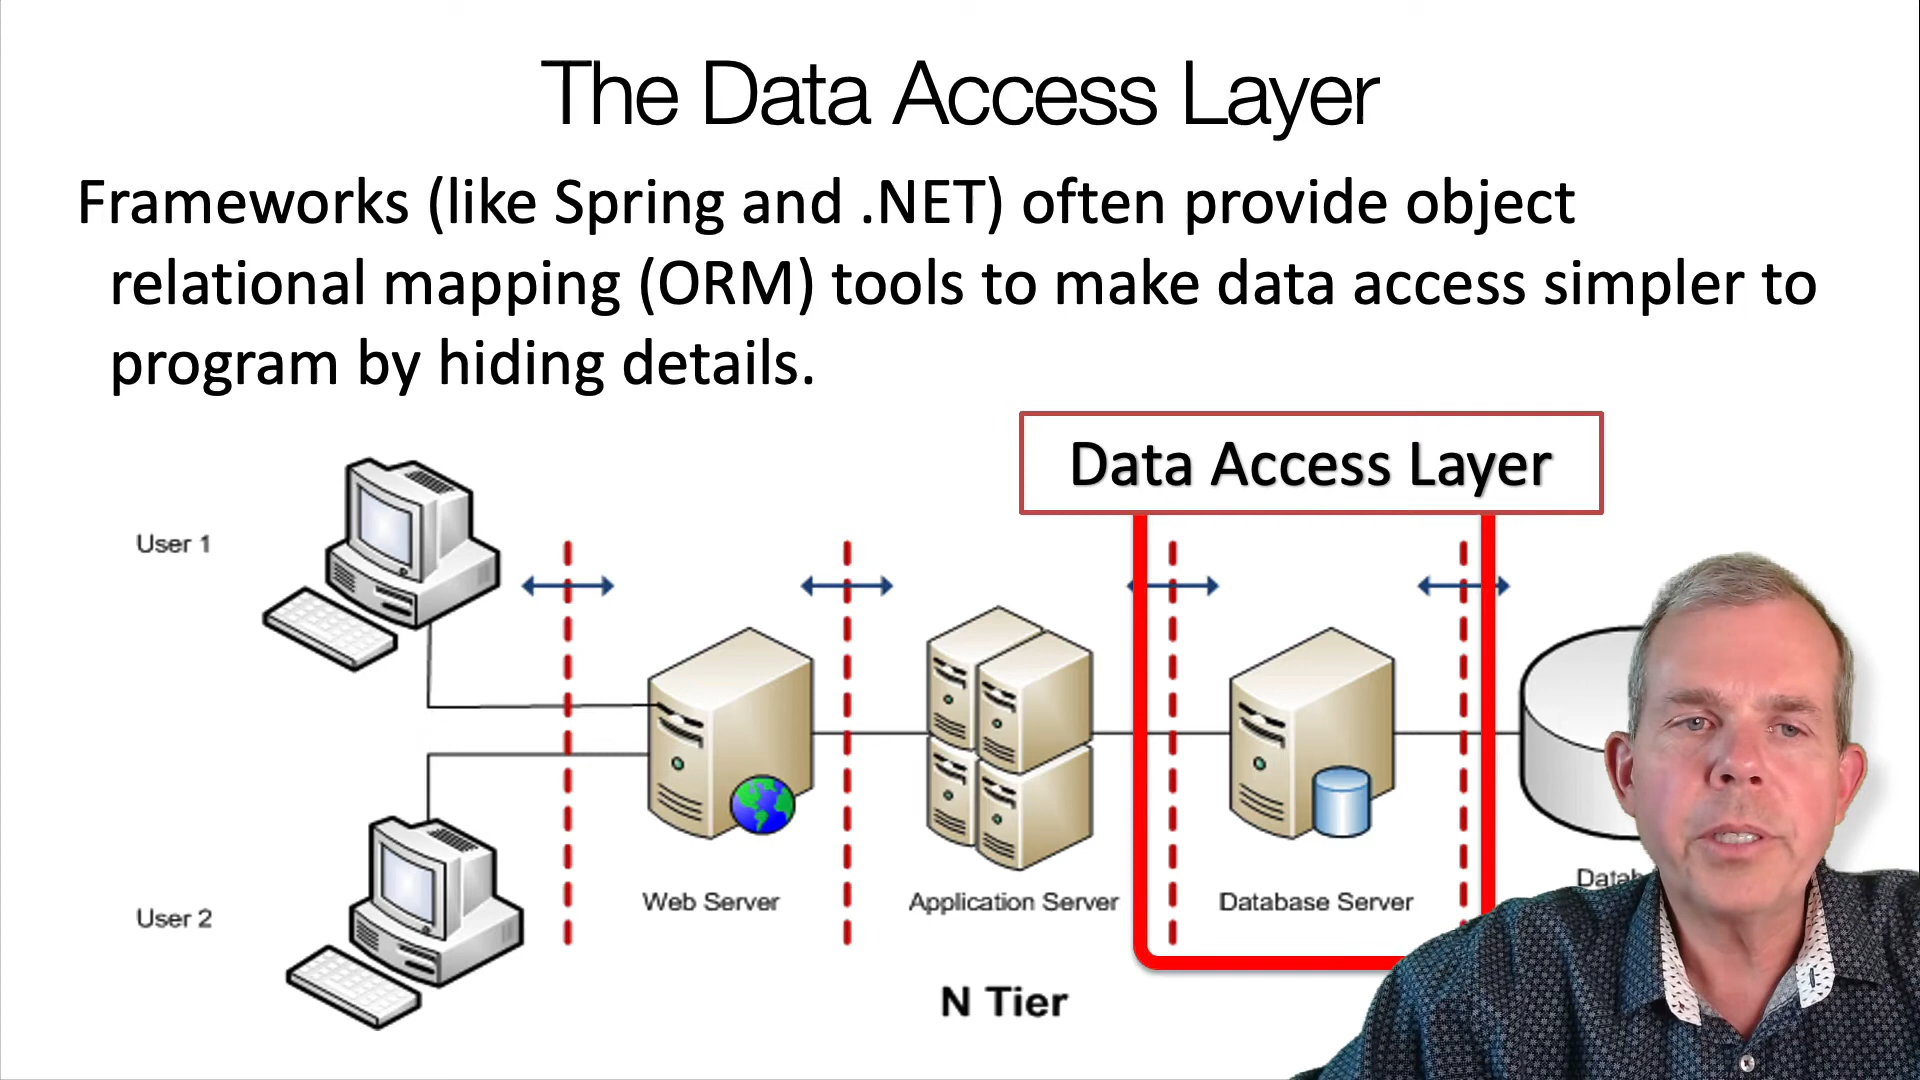 The Data Access Layer
Frameworks (like Spring and .NET) often provide object
relational mapping (ORM) tools to make data access simpler to
program by hiding details.
Data Access Layer
User 1
Web Server
Application Server
Database Server
User 2
N Tier